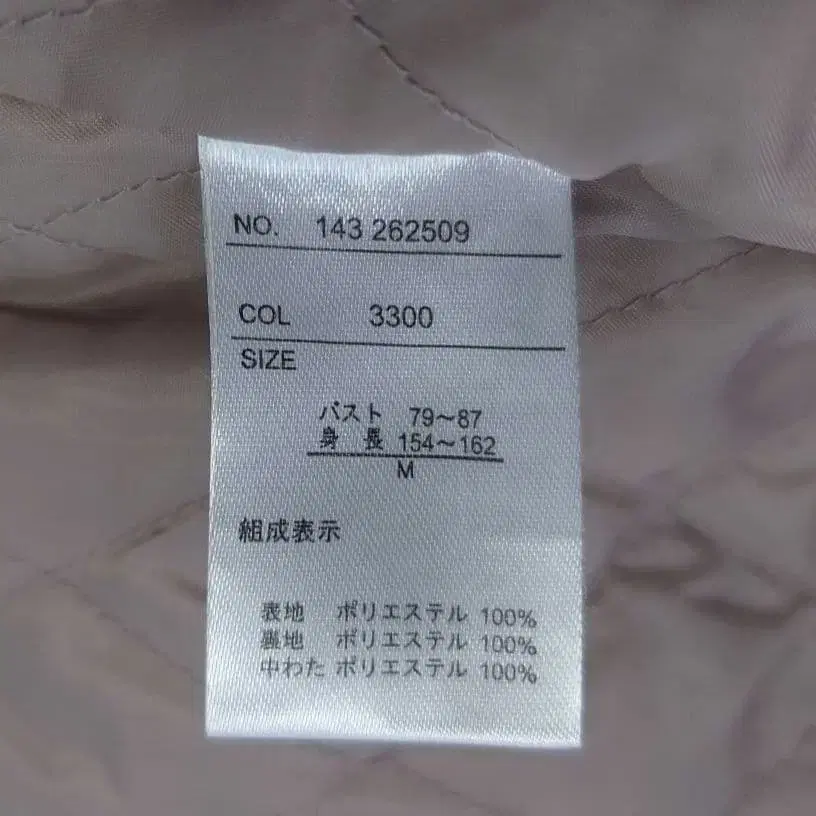 NO. 143 262509
COL 3300
SIZE
バスト 79〜87
身 長 154〜162
M
組成表示
表地 ポリエステル 100%
裏地 ポリエステル 100%
中わた ポリエステル 100%